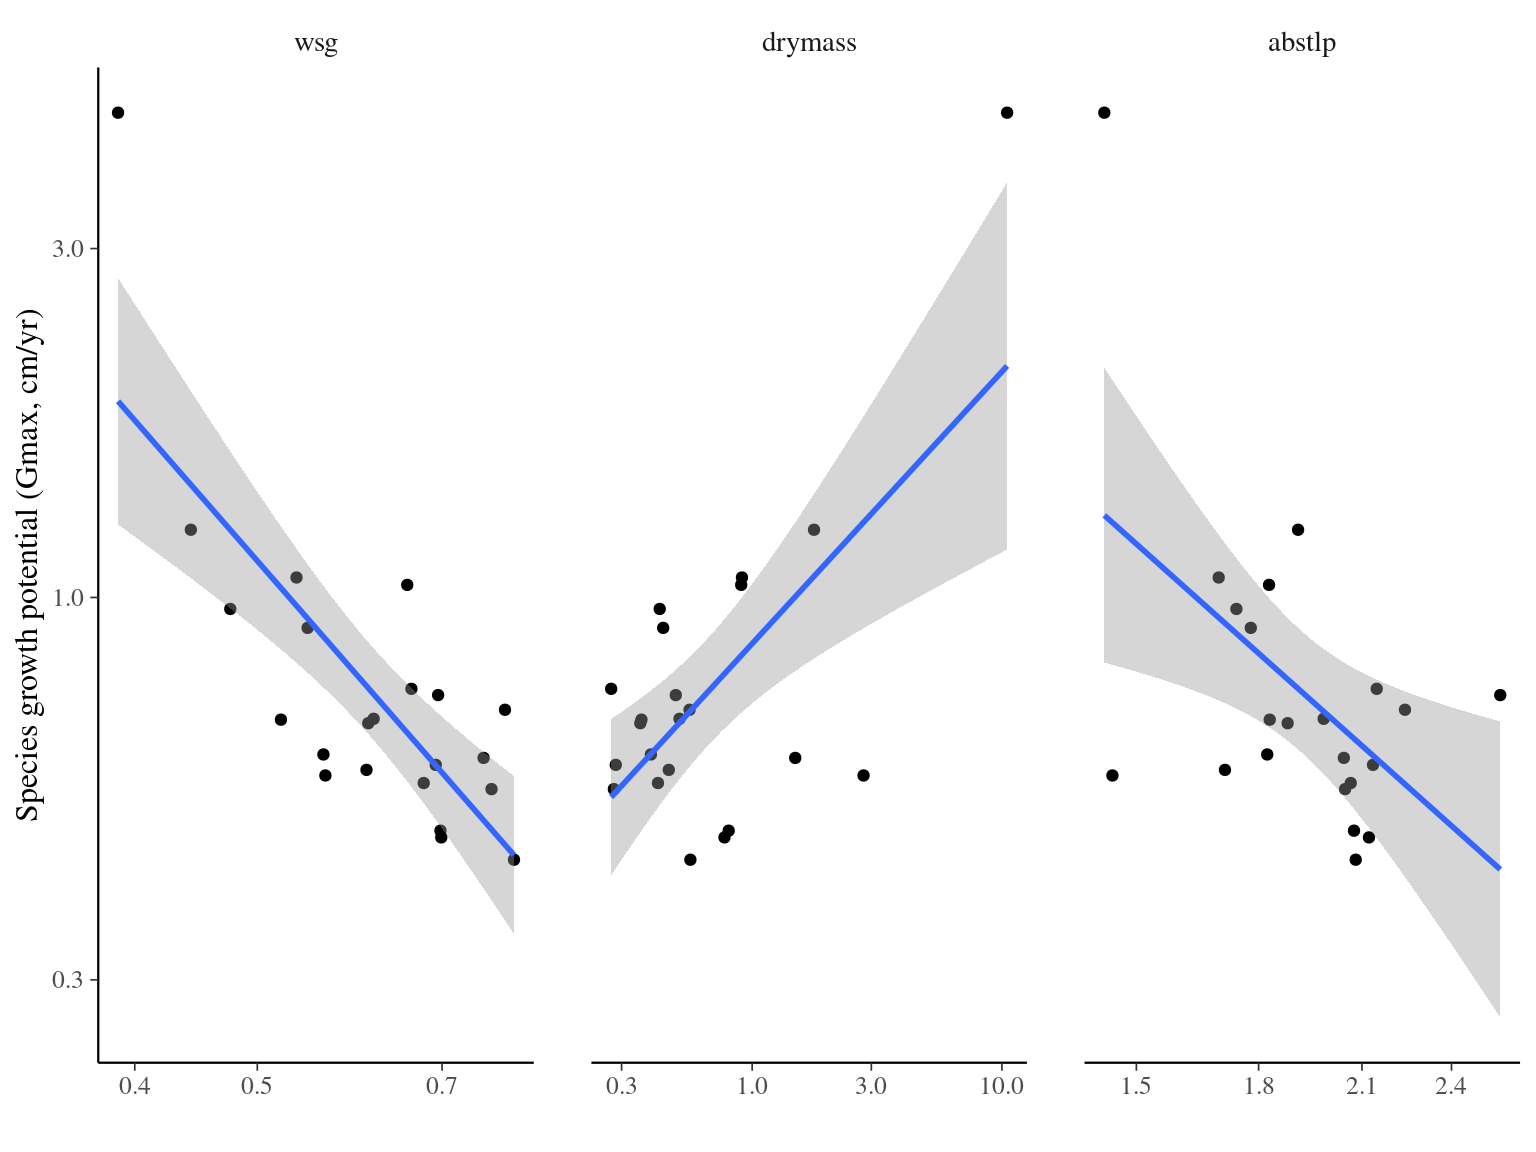 wsg drymass abstlp
Species growth potential (Gmax, cm/yr)
3.0
1.0
0.3
0.4 0.5 0.7 0.3 1.0 3.0 10.0 1.5 1.8 2.1 2.4